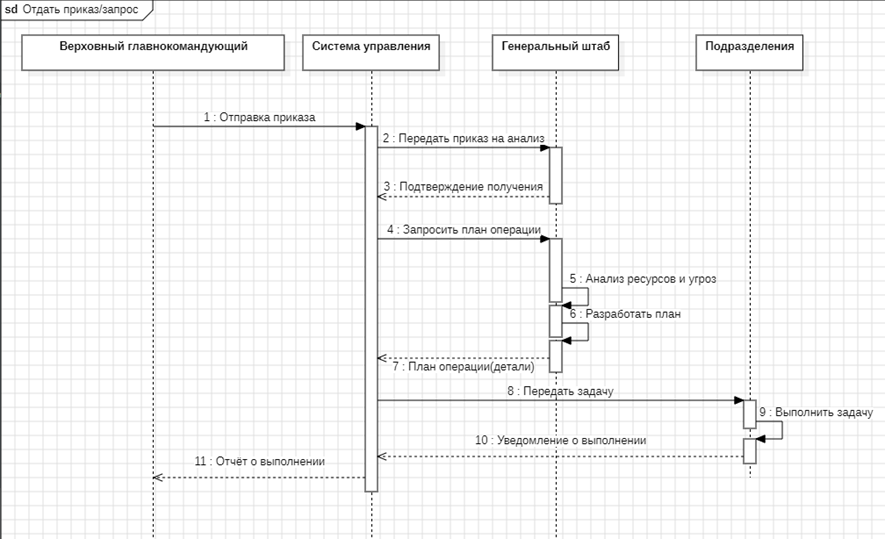 sd Отдать приказ/запрос
Верховный главнокомандующий
Система управления
Генеральный штаб
Подразделения
1 : Отправка приказа
2 : Передать приказ на анализ
3 : Подтверждение получения
4 : Запросить план операции
5 : Анализ ресурсов и угроз
6 : Разработать план
7 : План операции(детали)
8 : Передать задачу
9 : Выполнить задачу
10 : Уведомление о выполнении
11 : Отчёт о выполнении